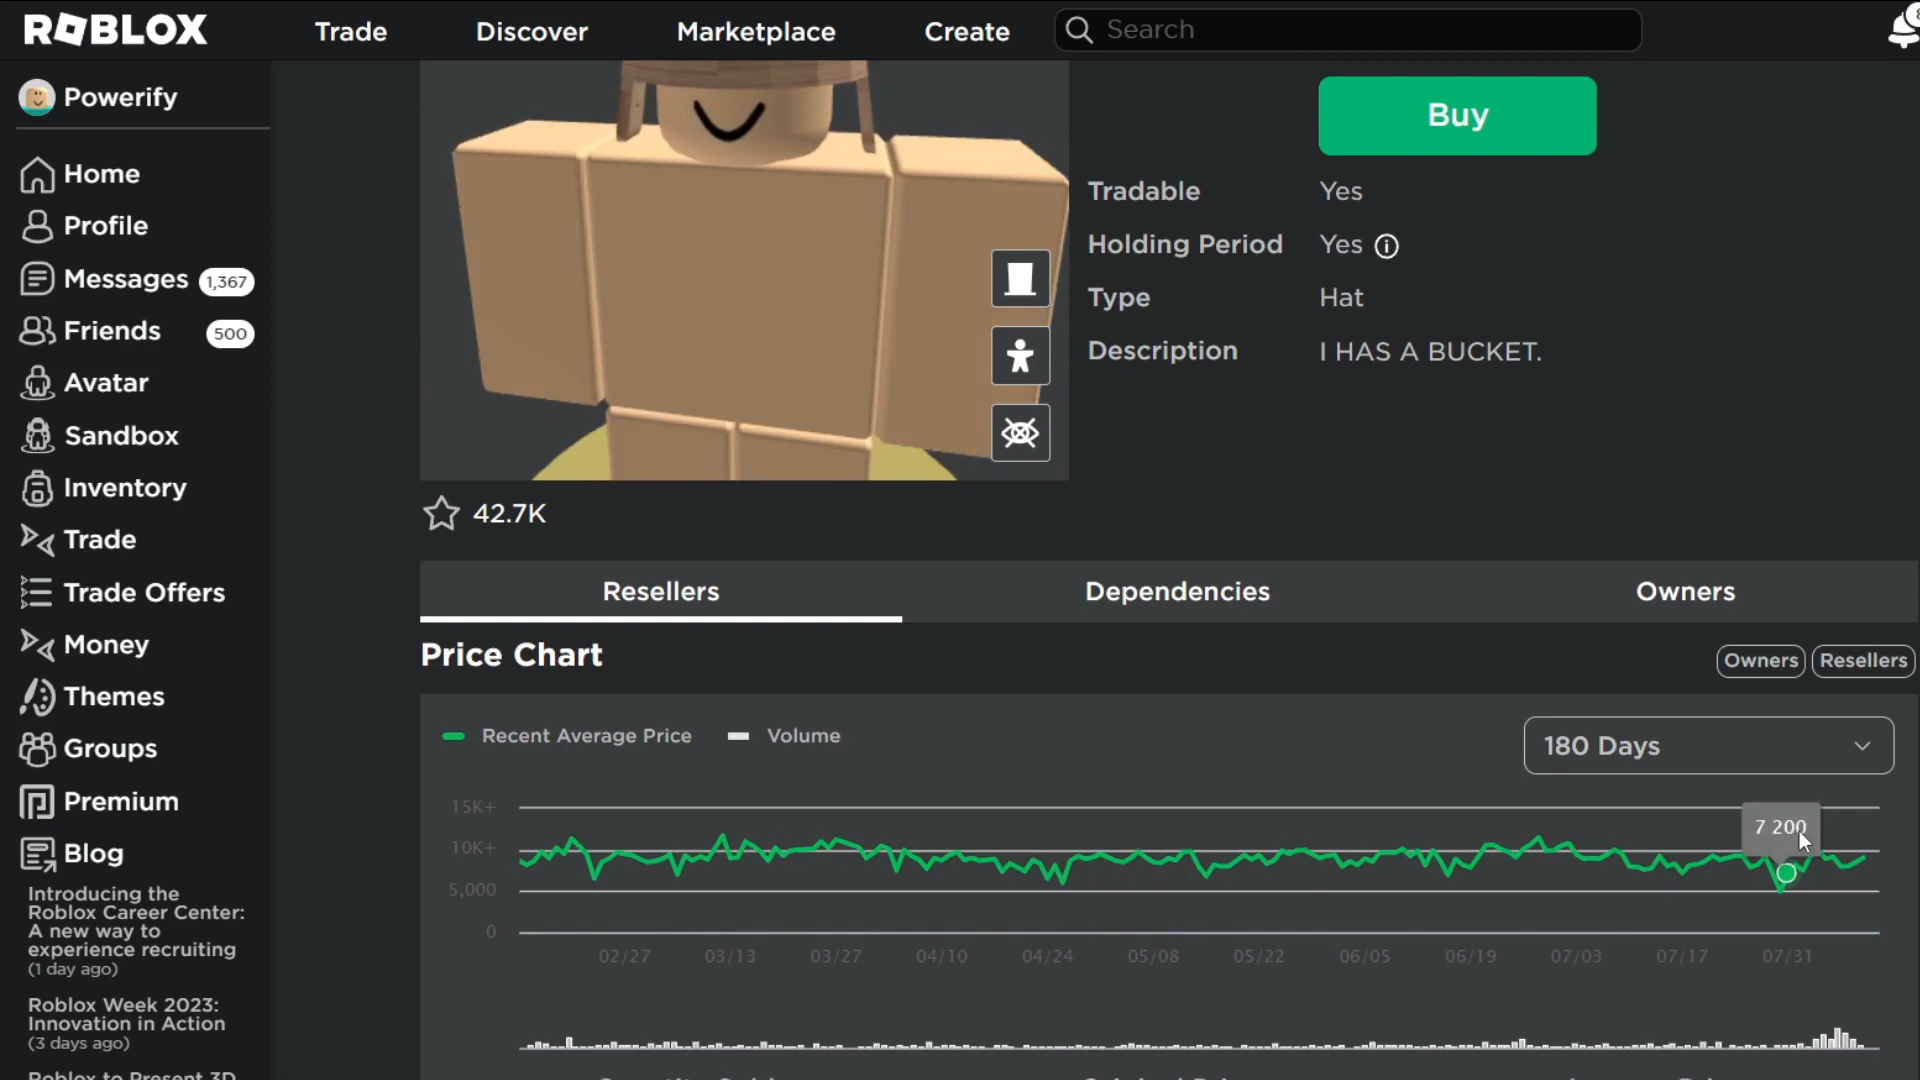 ROBLOX
Trade
Discover
Marketplace
Create
Search
Powerify
Home
Profile
Messages 1,367
Friends 500
Avatar
Sandbox
Inventory
Trade
Trade Offers
Money
Themes
Groups
Premium
Blog
Introducing the
Roblox Career Center:
A new way to
experience recruiting
(1 day ago)
Roblox Week 2023:
Innovation in Action
(3 days ago)
Roblox to Present 3D
Buy
Tradable Yes
Holding Period Yes
Type Hat
Description I HAS A BUCKET.
42.7K
Resellers
Dependencies
Owners
Price Chart
Owners
Resellers
Recent Average Price
Volume
180 Days
15K+
10K+
5,000
0
7 200
02/27 03/13 03/27 04/10 04/24 05/08 05/22 06/05 06/19 07/03 07/17 07/31